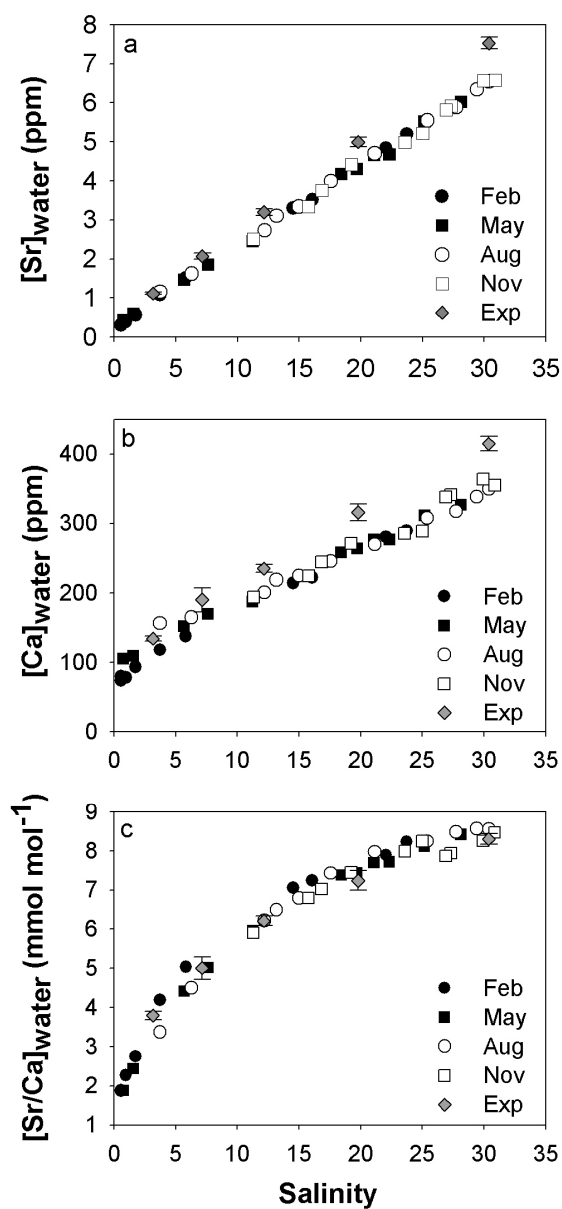 a
8
7
6
5
4
3
2
1
0
[Sr]water (ppm)
Feb
May
Aug
Nov
Exp
0 5 10 15 20 25 30 35
b
400
300
200
100
0
[Ca]water (ppm)
Feb
May
Aug
Nov
Exp
0 5 10 15 20 25 30 35
c
9
8
7
6
5
4
3
2
1
[Sr/Ca]water (mmol mol⁻¹)
Feb
May
Aug
Nov
Exp
0 5 10 15 20 25 30 35
Salinity